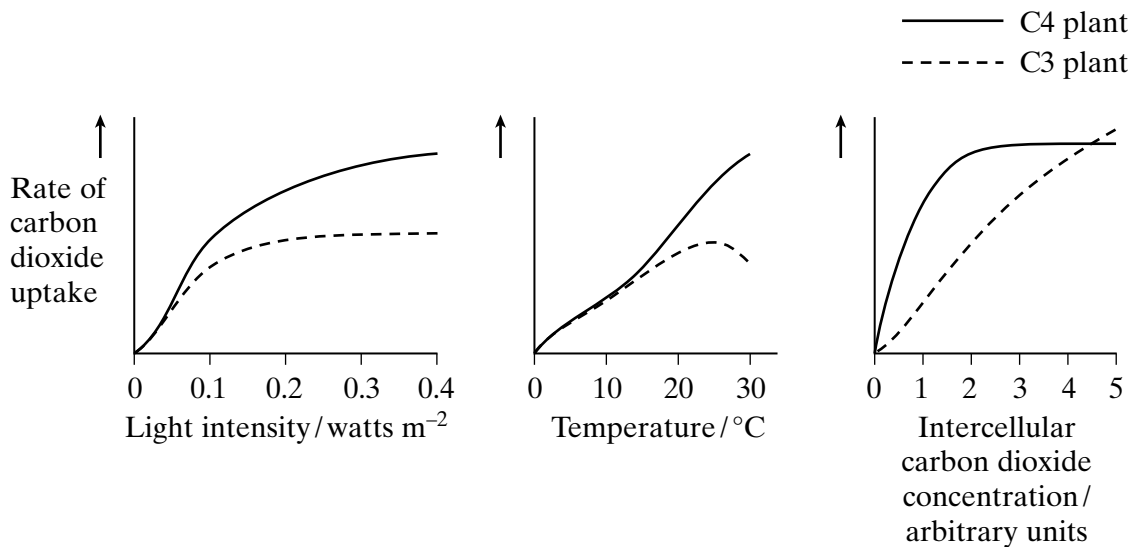 C4 plant
C3 plant
Rate of
carbon
dioxide
uptake
0 0.1 0.2 0.3 0.4
Light intensity / watts m⁻²
0 10 20 30
Temperature / °C
0 1 2 3 4 5
Intercellular
carbon dioxide
concentration /
arbitrary units